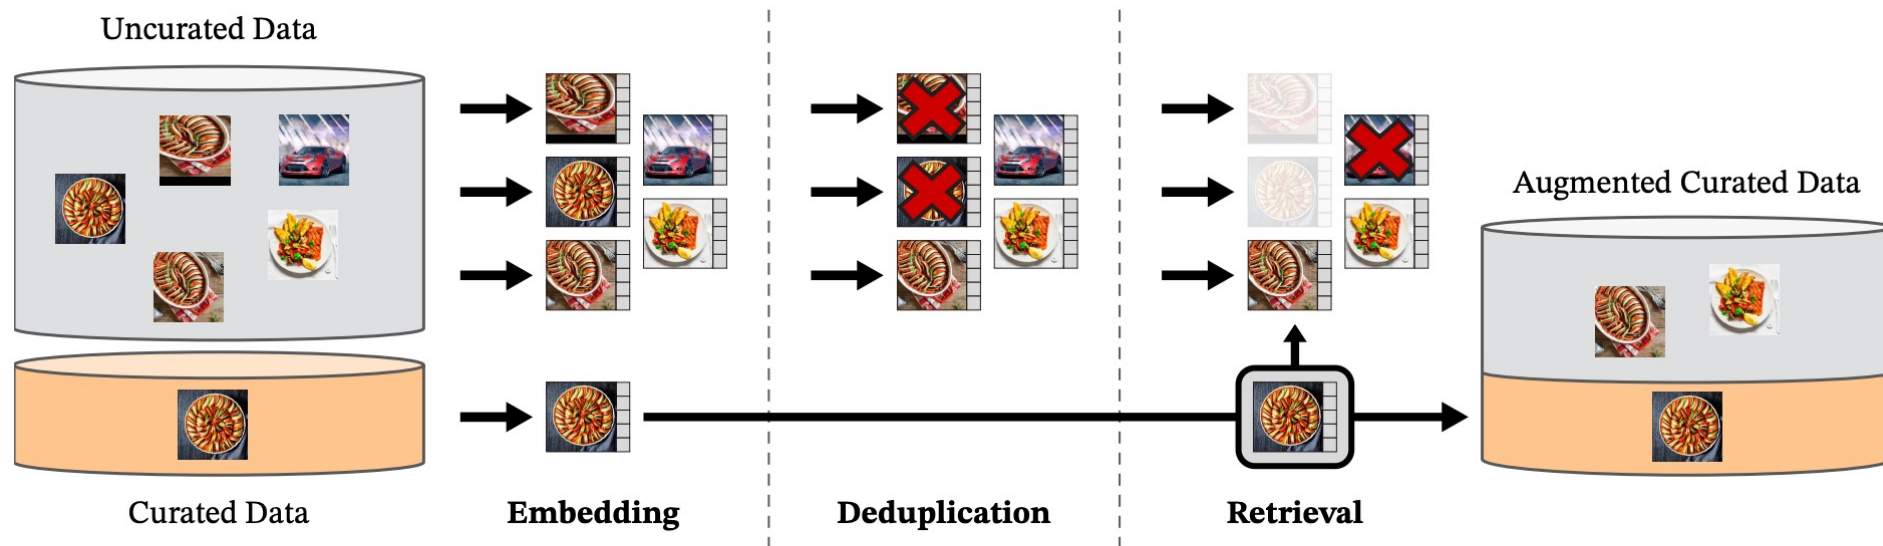 Uncurated Data
Augmented Curated Data
Curated Data
Embedding
Deduplication
Retrieval